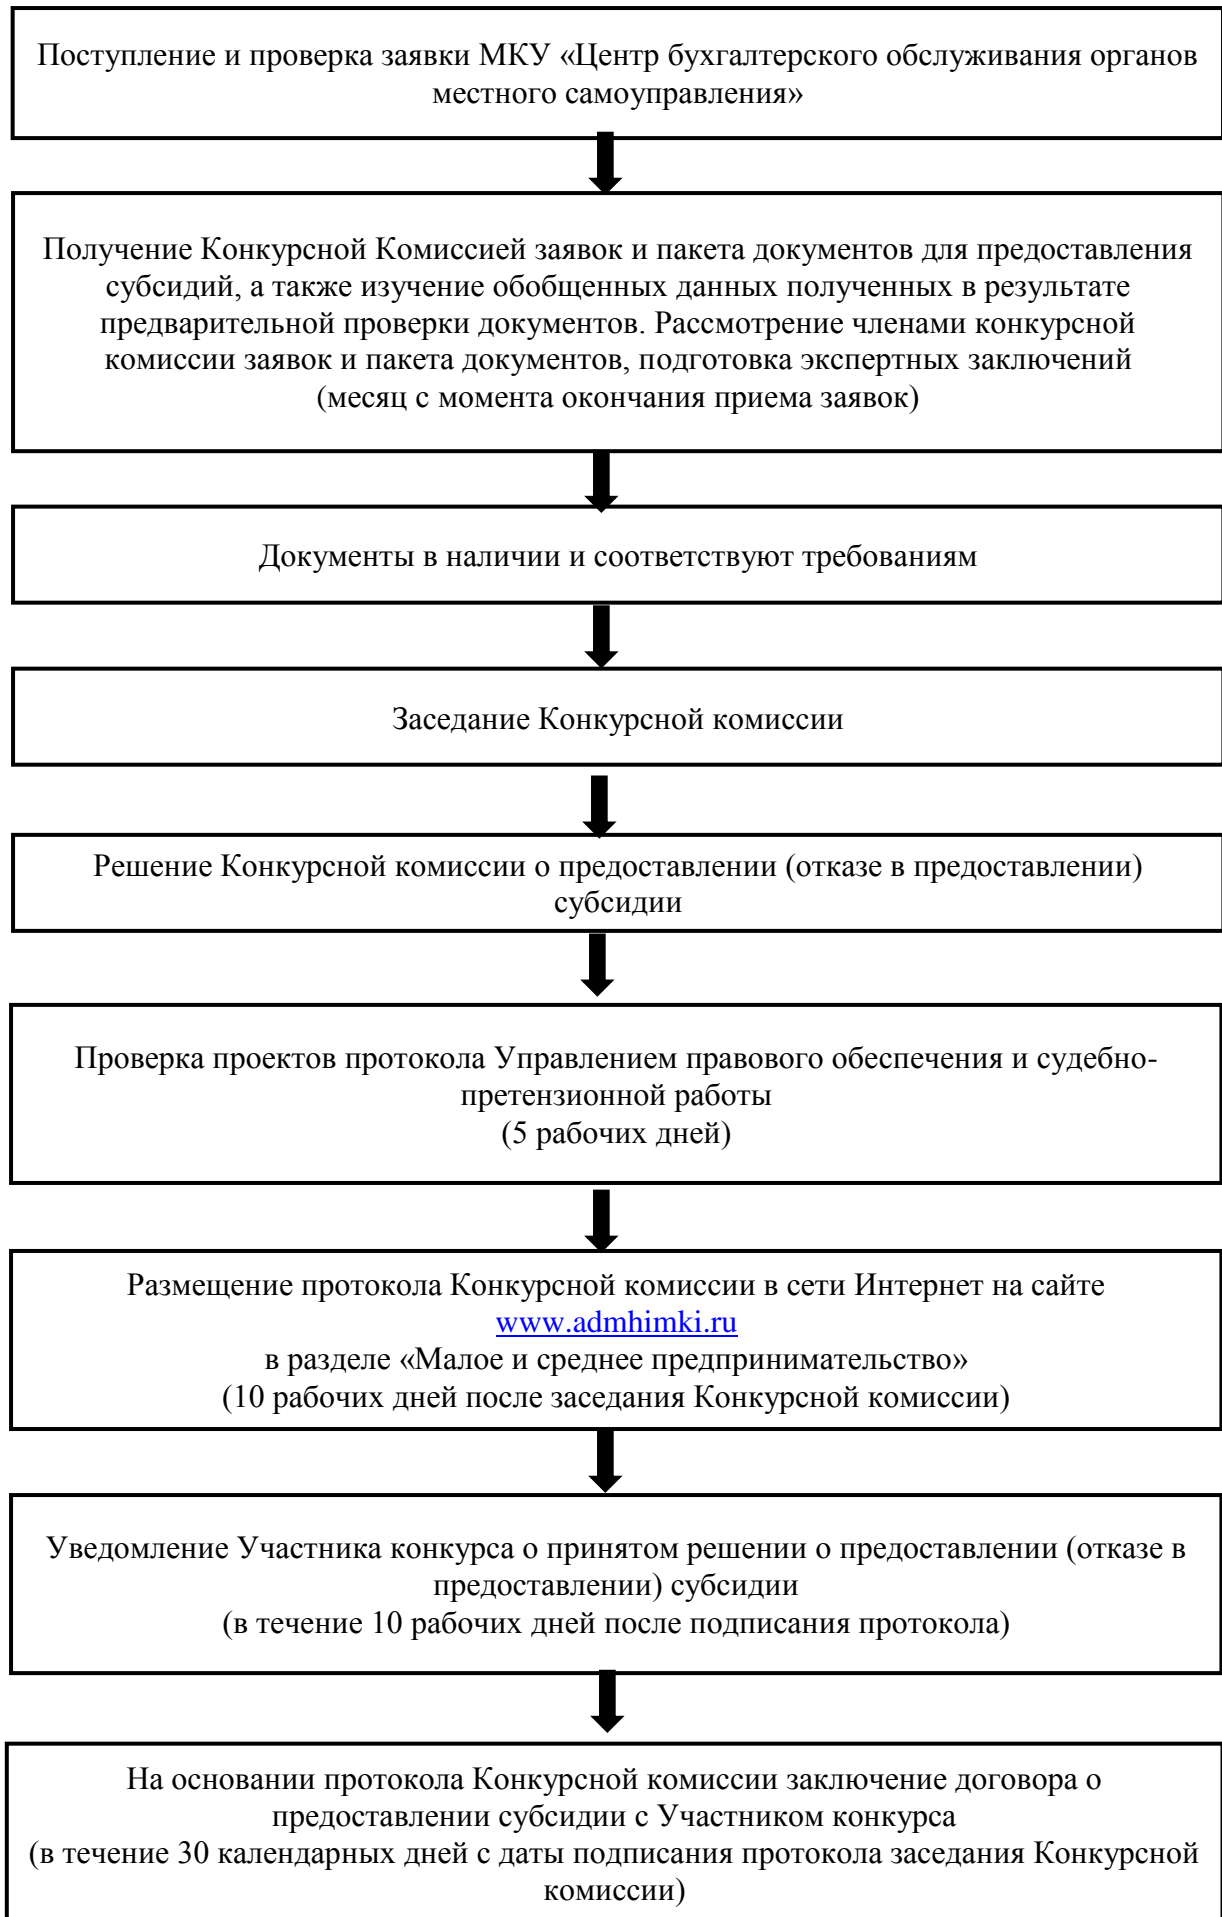 Поступление и проверка заявки МКУ «Центр бухгалтерского обслуживания органов
местного самоуправления»
Получение Конкурсной Комиссией заявок и пакета документов для предоставления
субсидий, а также изучение обобщенных данных полученных в результате
предварительной проверки документов. Рассмотрение членами конкурсной
комиссии заявок и пакета документов, подготовка экспертных заключений
(месяц с момента окончания приема заявок)
Документы в наличии и соответствуют требованиям
Заседание Конкурсной комиссии
Решение Конкурсной комиссии о предоставлении (отказе в предоставлении)
субсидии
Проверка проектов протокола Управлением правового обеспечения и судебно-
претензионной работы
(5 рабочих дней)
Размещение протокола Конкурсной комиссии в сети Интернет на сайте
www.admhimki.ru
в разделе «Малое и среднее предпринимательство»
(10 рабочих дней после заседания Конкурсной комиссии)
Уведомление Участника конкурса о принятом решении о предоставлении (отказе в
предоставлении) субсидии
(в течение 10 рабочих дней после подписания протокола)
На основании протокола Конкурсной комиссии заключение договора о
предоставлении субсидии с Участником конкурса
(в течение 30 календарных дней с даты подписания протокола заседания Конкурсной
комиссии)